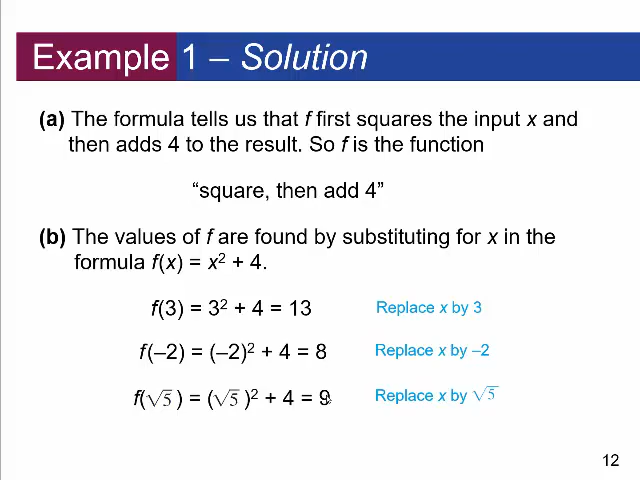 Example 1 – Solution
(a) The formula tells us that f first squares the input x and
then adds 4 to the result. So f is the function
“square, then add 4”
(b) The values of f are found by substituting for x in the
formula f(x) = x² + 4.
f(3) = 3² + 4 = 13 Replace x by 3
f(–2) = (–2)² + 4 = 8 Replace x by –2
f(√5) = (√5)² + 4 = 9 Replace x by √5
12